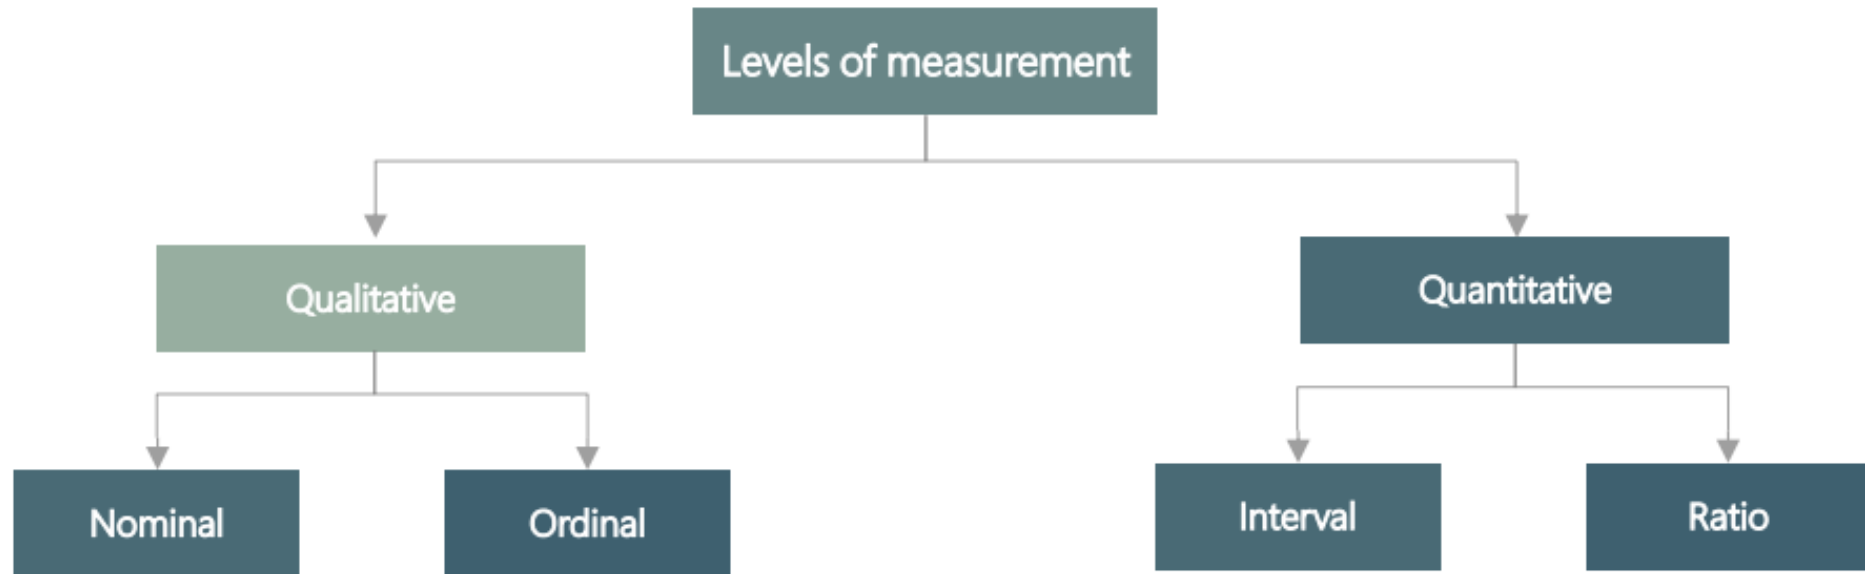 Levels of measurement
Qualitative
Quantitative
Nominal
Ordinal
Interval
Ratio